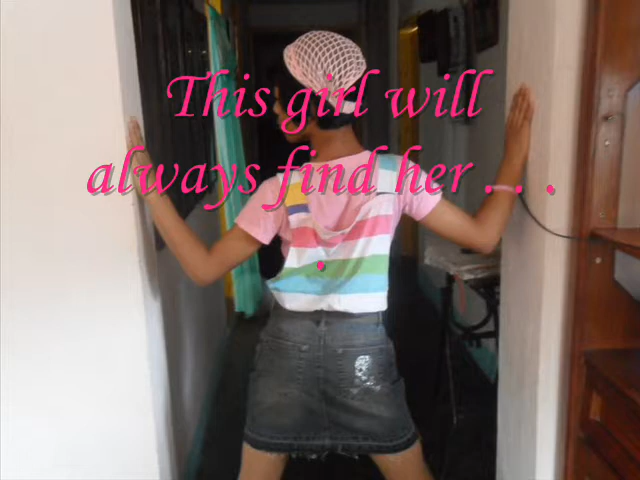 This girl will
always find her . . .
.